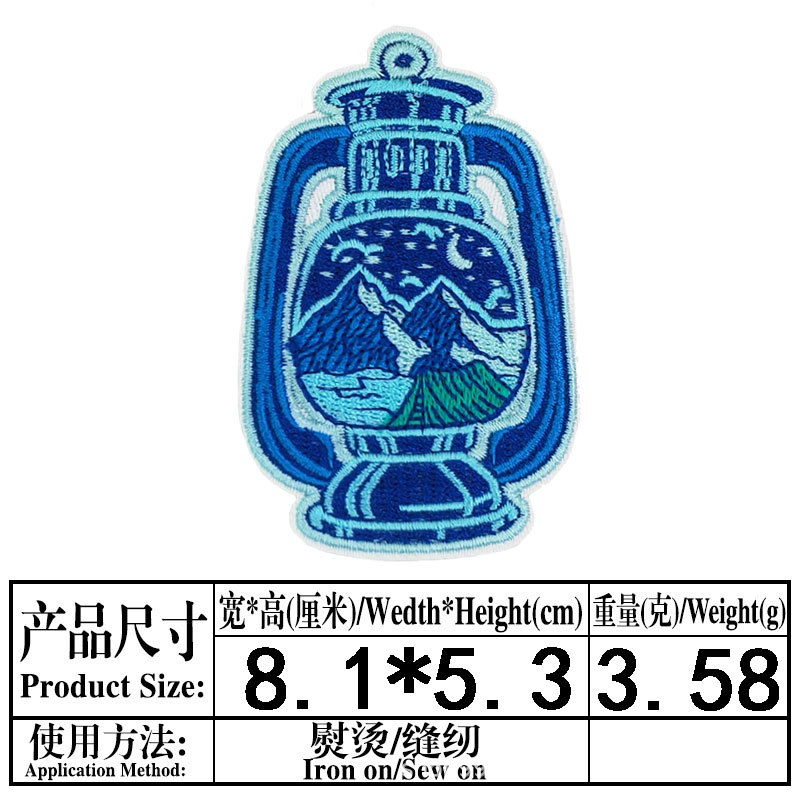 产品尺寸
Product Size:
宽*高(厘米)/Wedth*Height(cm)
8.1*5.3
重量(克)/Weight(g)
3.58
使用方法:
Application Method:
熨烫/缝纫
Iron on/Sew on